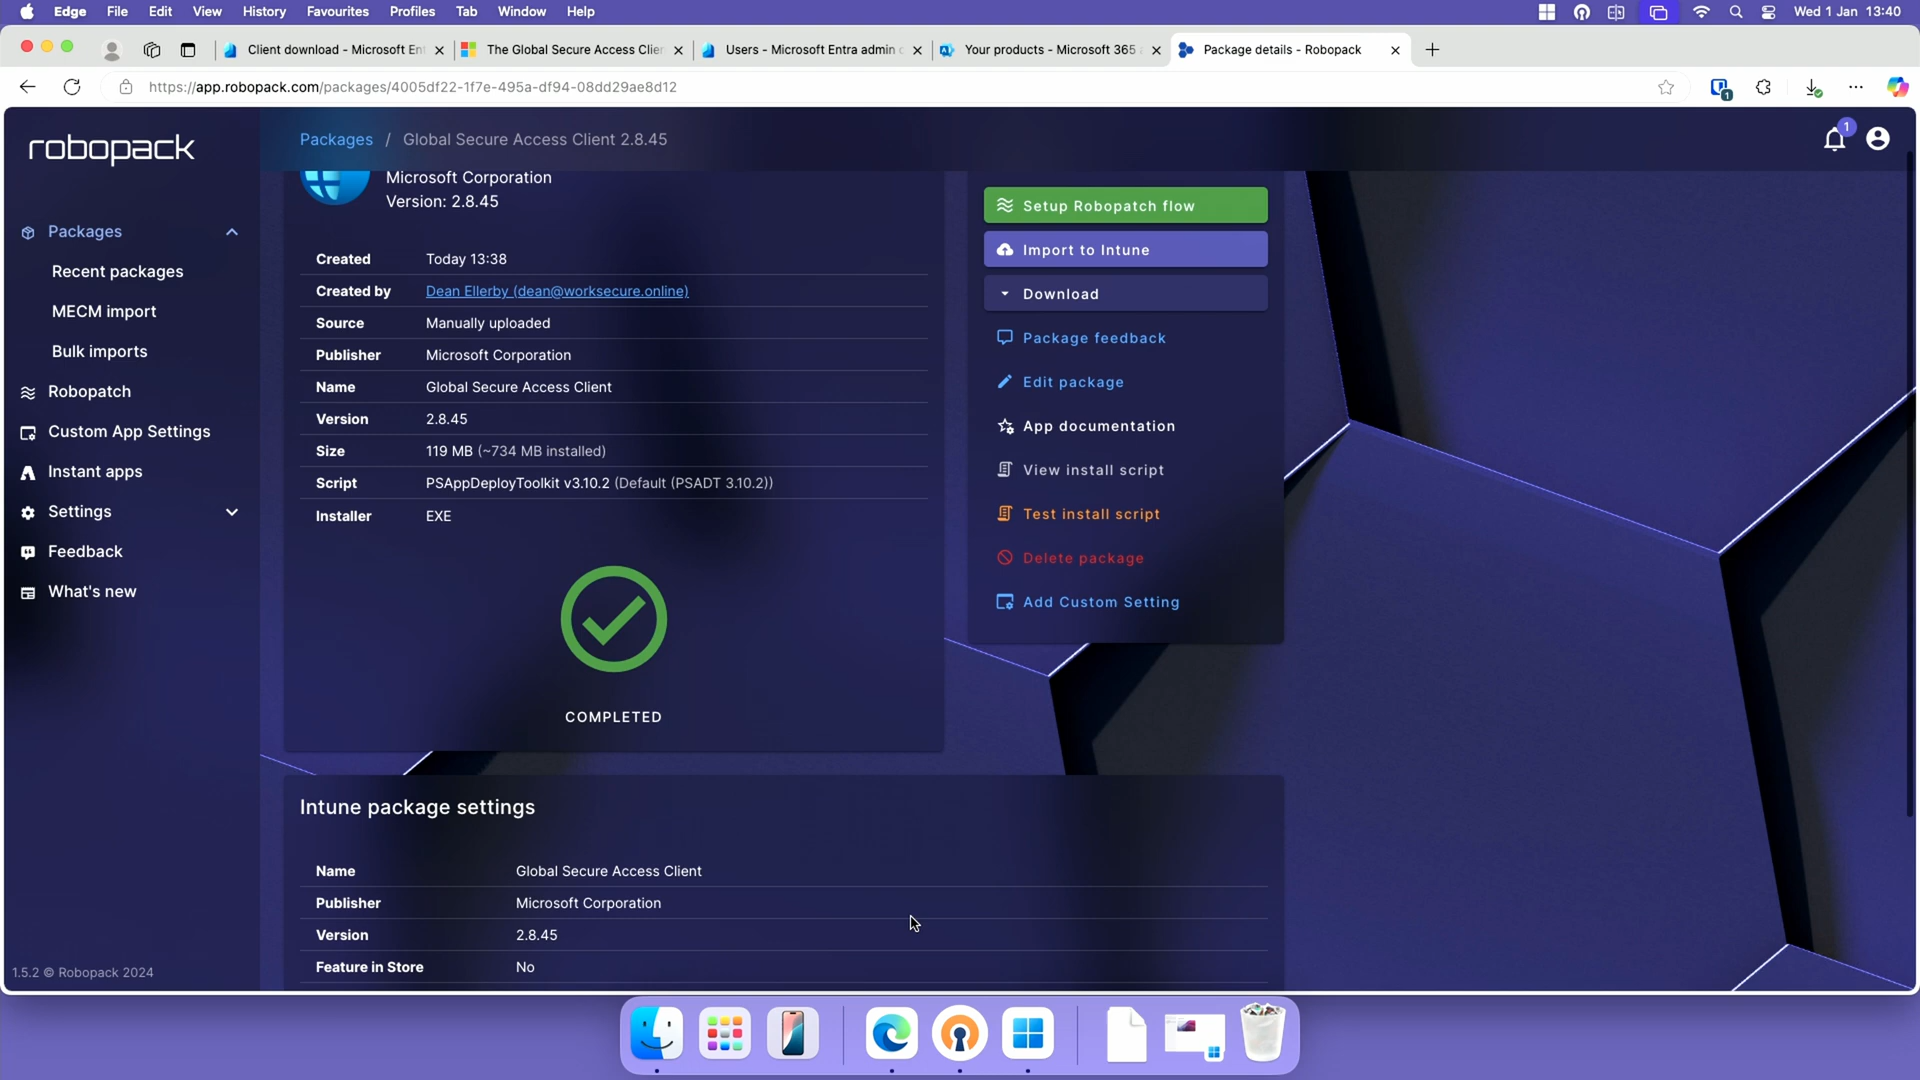 Edge File Edit View History Favourites Profiles Tab Window Help
Wed 1 Jan 13:40
Client download - Microsoft Ent
The Global Secure Access Clien
Users - Microsoft Entra admin c
Your products - Microsoft 365 a
Package details - Robopack
https://app.robopack.com/packages/4005df22-1f7e-495a-df94-08dd29ae8d12
1
robopack
Packages / Global Secure Access Client 2.8.45
1
Packages
Recent packages
MECM import
Bulk imports
Robopatch
Custom App Settings
Instant apps
Settings
Feedback
What's new
1.5.2 © Robopack 2024
Microsoft Corporation
Version: 2.8.45
Created Today 13:38
Created by Dean Ellerby (dean@worksecure.online)
Source Manually uploaded
Publisher Microsoft Corporation
Name Global Secure Access Client
Version 2.8.45
Size 119 MB (~734 MB installed)
Script PSAppDeployToolkit v3.10.2 (Default (PSADT 3.10.2))
Installer EXE
COMPLETED
Setup Robopatch flow
Import to Intune
Download
Package feedback
Edit package
App documentation
View install script
Test install script
Delete package
Add Custom Setting
Intune package settings
Name Global Secure Access Client
Publisher Microsoft Corporation
Version 2.8.45
Feature in Store No